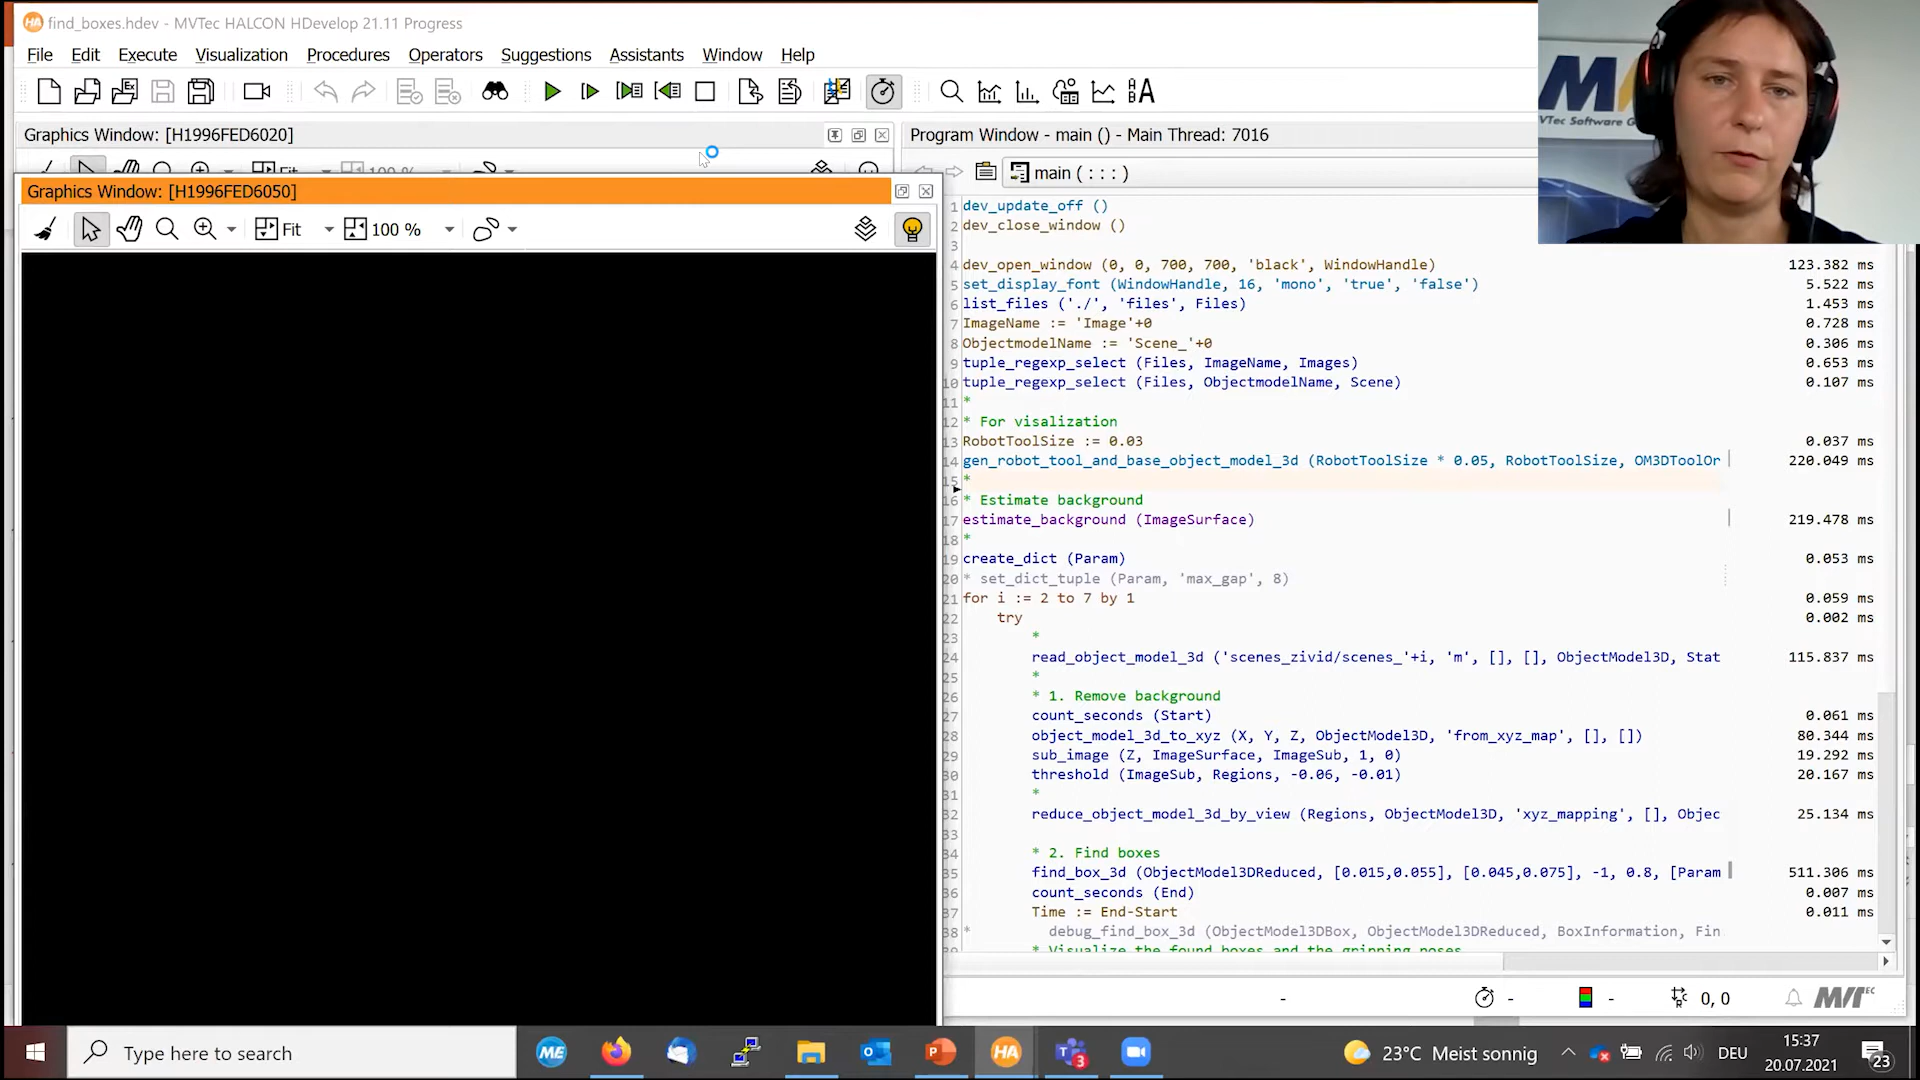 find_boxes.hdev - MVTec HALCON HDevelop 21.11 Progress
File Edit Execute Visualization Procedures Operators Suggestions Assistants Window Help
Graphics Window: [H1996FED6020]
Fit 100 %
Graphics Window: [H1996FED6050]
Fit 100 %
Program Window - main () - Main Thread: 7016
main ( : : : )
1 dev_update_off ()
2 dev_close_window ()
3
4 dev_open_window (0, 0, 700, 700, 'black', WindowHandle) 123.382 ms
5 set_display_font (WindowHandle, 16, 'mono', 'true', 'false') 5.522 ms
6 list_files ('./', 'files', Files) 1.453 ms
7 ImageName := 'Image'+0 0.728 ms
8 ObjectmodelName := 'Scene_'+0 0.306 ms
9 tuple_regexp_select (Files, ImageName, Images) 0.653 ms
10 tuple_regexp_select (Files, ObjectmodelName, Scene) 0.107 ms
11 *
12 * For visalization
13 RobotToolSize := 0.03 0.037 ms
14 gen_robot_tool_and_base_object_model_3d (RobotToolSize * 0.05, RobotToolSize, OM3DToolOr 220.049 ms
15 *
16 * Estimate background
17 estimate_background (ImageSurface) 219.478 ms
18 *
19 create_dict (Param) 0.053 ms
20 * set_dict_tuple (Param, 'max_gap', 8)
21 for i := 2 to 7 by 1 0.059 ms
22 try 0.002 ms
23 *
24 read_object_model_3d ('scenes_zivid/scenes_'+i, 'm', [], [], ObjectModel3D, Stat 115.837 ms
25 *
26 * 1. Remove background
27 count_seconds (Start) 0.061 ms
28 object_model_3d_to_xyz (X, Y, Z, ObjectModel3D, 'from_xyz_map', [], []) 80.344 ms
29 sub_image (Z, ImageSurface, ImageSub, 1, 0) 19.292 ms
30 threshold (ImageSub, Regions, -0.06, -0.01) 20.167 ms
31 *
32 reduce_object_model_3d_by_view (Regions, ObjectModel3D, 'xyz_mapping', [], Objec 25.134 ms
33
34 * 2. Find boxes
35 find_box_3d (ObjectModel3DReduced, [0.015,0.055], [0.045,0.075], -1, 0.8, [Param 511.306 ms
36 count_seconds (End) 0.007 ms
37 Time := End-Start 0.011 ms
38 * debug_find_box_3d (ObjectModel3DBox, ObjectModel3DReduced, BoxInformation, Fin
* Visualize the found boxes and the gripping poses
- - - 0, 0 MVTEC
Type here to search
23°C Meist sonnig DEU 15:37
20.07.2021 23
MVTec Software G